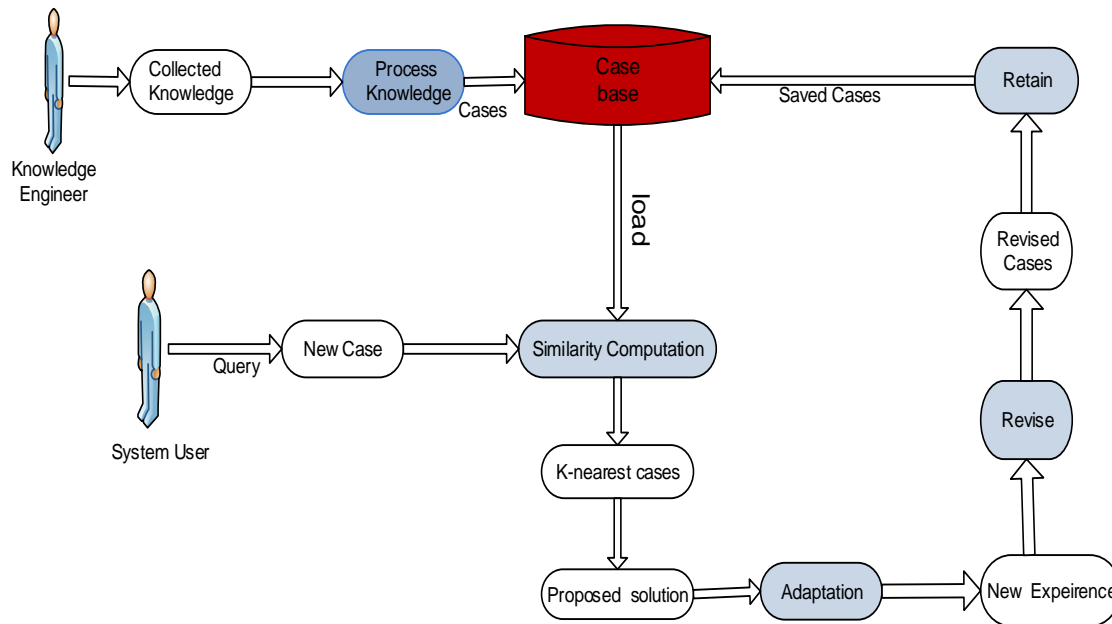 Collected
Knowledge
Process
Knowledge
Cases
Case
base
Saved Cases
Retain
Knowledge
Engineer
load
Revised
Cases
Query
New Case
Similarity Computation
Revise
System User
K-nearest cases
Proposed solution
Adaptation
New Expeirence